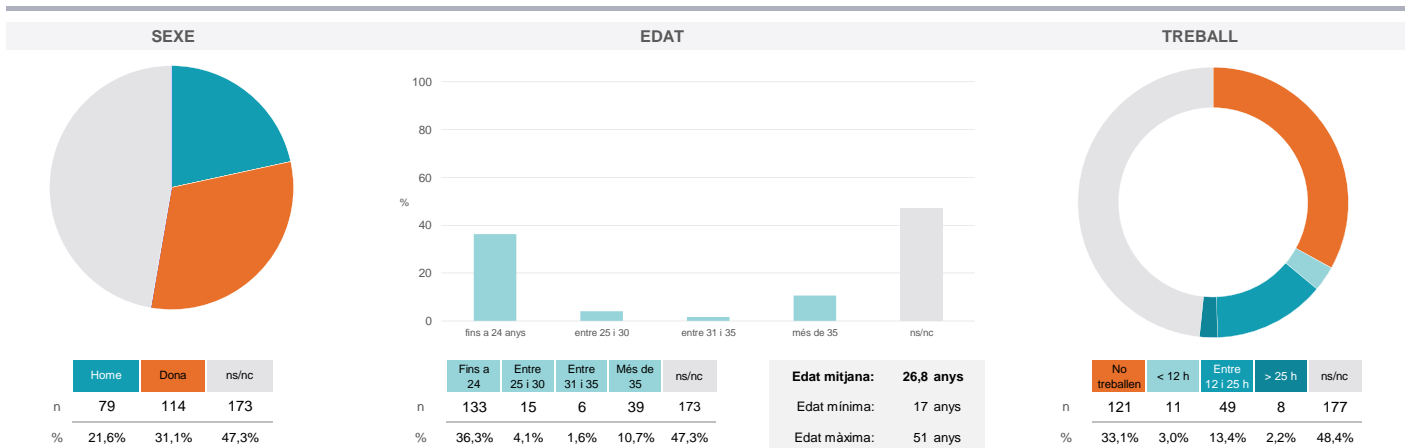 SEXE
EDAT
TREBALL
100
80
60
%
40
20
0
fins a 24 anys
entre 25 i 30
entre 31 i 35
més de 35
ns/nc
Home Dona ns/nc
n 79 114 173
% 21,6% 31,1% 47,3%
Fins a 24 Entre 25 i 30 Entre 31 i 35 Més de 35 ns/nc
n 133 15 6 39 173
% 36,3% 4,1% 1,6% 10,7% 47,3%
Edat mitjana: 26,8 anys
Edat mínima: 17 anys
Edat màxima: 51 anys
No treballen < 12 h Entre 12 i 25 h > 25 h ns/nc
n 121 11 49 8 177
% 33,1% 3,0% 13,4% 2,2% 48,4%